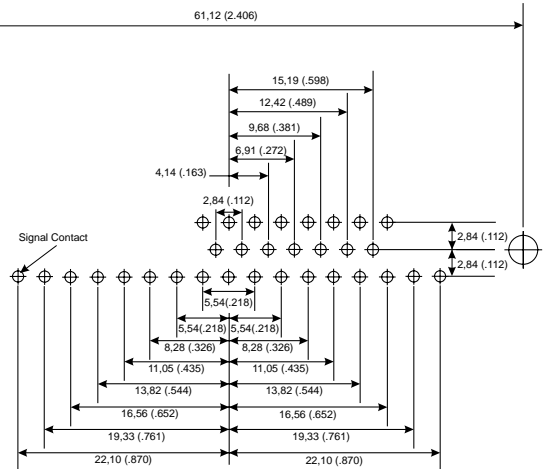 61,12 (2.406)
15,19 (.598)
12,42 (.489)
9,68 (.381)
6,91 (.272)
4,14 (.163)
2,84 (.112)
Signal Contact
2,84 (.112)
2,84 (.112)
5,54 (.218)
5,54(.218) 5,54(.218)
8,28 (.326) 8,28 (.326)
11,05 (.435) 11,05 (.435)
13,82 (.544) 13,82 (.544)
16,56 (.652) 16,56 (.652)
19,33 (.761) 19,33 (.761)
22,10 (.870) 22,10 (.870)